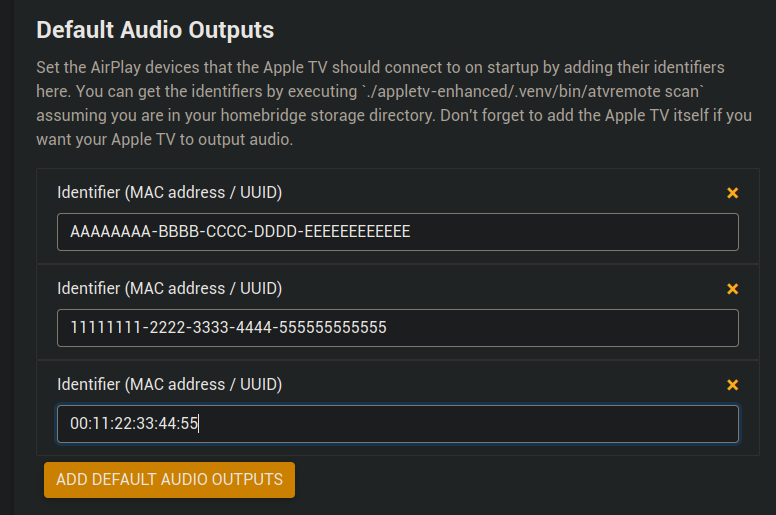 Default Audio Outputs
Set the AirPlay devices that the Apple TV should connect to on startup by adding their identifiers
here. You can get the identifiers by executing `./appletv-enhanced/.venv/bin/atvremote scan`
assuming you are in your homebridge storage directory. Don't forget to add the Apple TV itself if you
want your Apple TV to output audio.
Identifier (MAC address / UUID)
AAAAAAAA-BBBB-CCCC-DDDD-EEEEEEEEEEEE
Identifier (MAC address / UUID)
11111111-2222-3333-4444-555555555555
Identifier (MAC address / UUID)
00:11:22:33:44:55
ADD DEFAULT AUDIO OUTPUTS